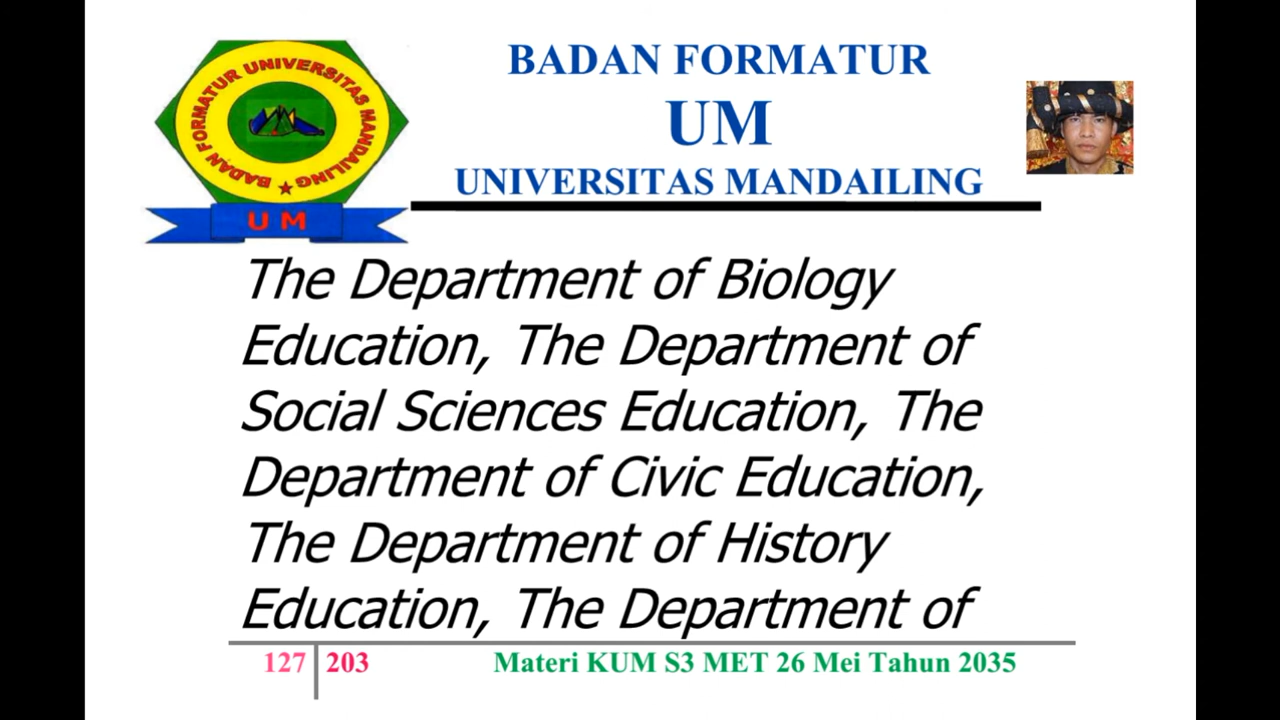 BADAN FORMATUR UNIVERSITAS MANDAILING
U M
BADAN FORMATUR
UM
UNIVERSITAS MANDAILING
The Department of Biology
Education, The Department of
Social Sciences Education, The
Department of Civic Education,
The Department of History
Education, The Department of
127 203 Materi KUM S3 MET 26 Mei Tahun 2035